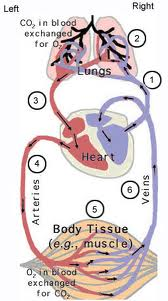 Left
Right
CO₂ in blood
exchanged
for O₂
2
Lungs
1
3
Heart
4
6
Arteries
Veins
5
Body Tissue
(e.g., muscle)
O₂ in blood
exchanged
for CO₂